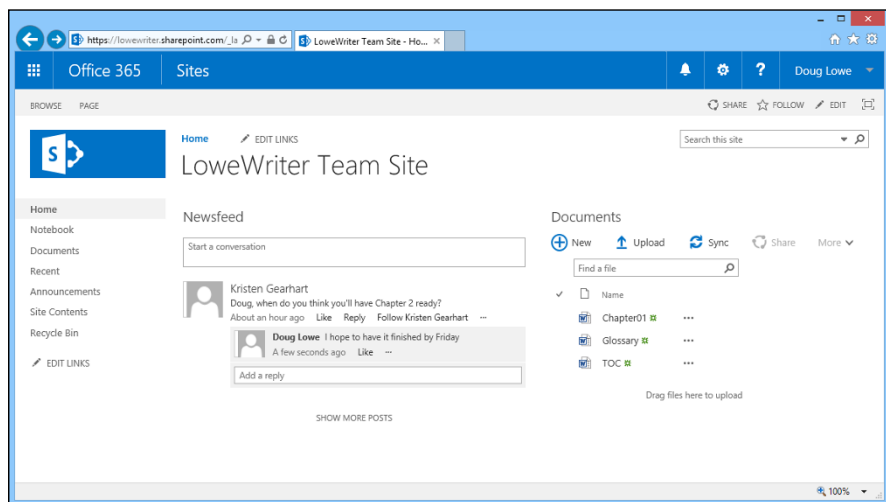 https://lowewriter.sharepoint.com/_la
LoweWriter Team Site - Ho...
Office 365
Sites
?
Doug Lowe
BROWSE PAGE
SHARE FOLLOW EDIT
S
Home
EDIT LINKS
Search this site
LoweWriter Team Site
Home
Notebook
Documents
Recent
Announcements
Site Contents
Recycle Bin
EDIT LINKS
Newsfeed
Start a conversation
Kristen Gearhart
Doug, when do you think you'll have Chapter 2 ready?
About an hour ago Like Reply Follow Kristen Gearhart ...
Doug Lowe I hope to have it finished by Friday
A few seconds ago Like ...
Add a reply
SHOW MORE POSTS
Documents
New Upload Sync Share More
Find a file
Name
Chapter01 ...
Glossary ...
TOC ...
Drag files here to upload
100%